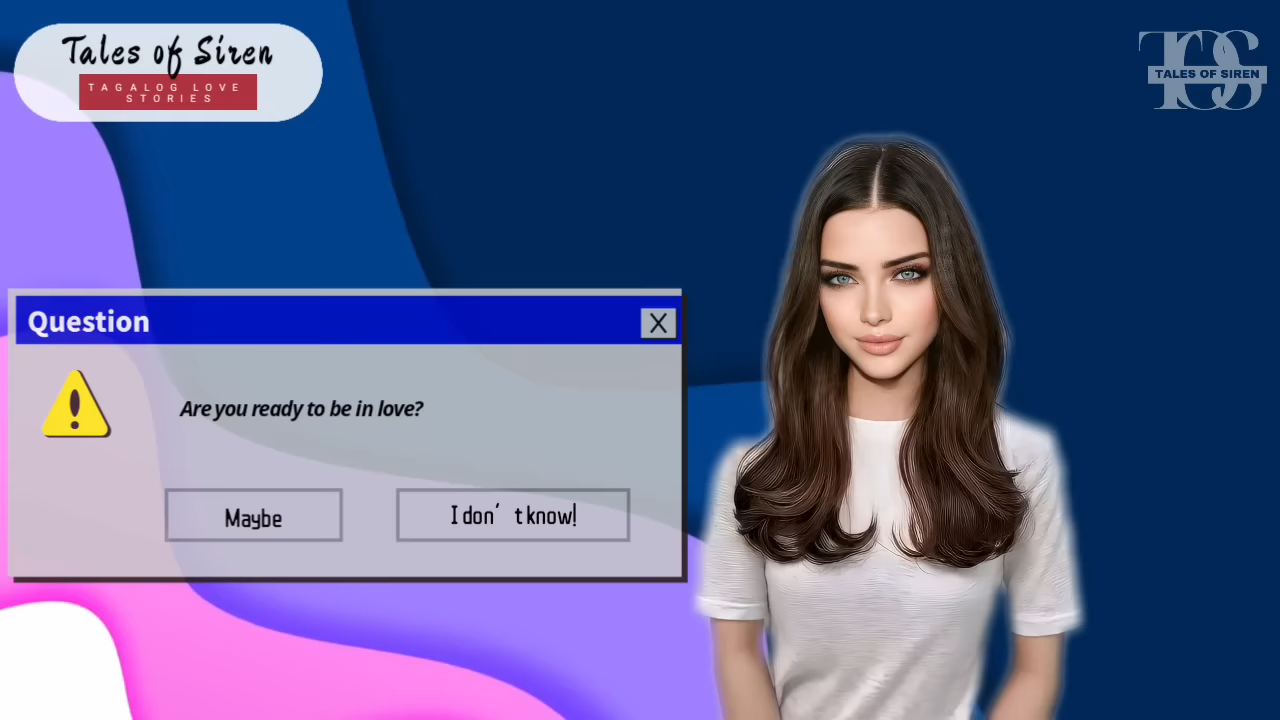 Tales of Siren
TAGALOG LOVE
STORIES
TOS
TALES OF SIREN
Question
X
Are you ready to be in love?
Maybe
I don't know!